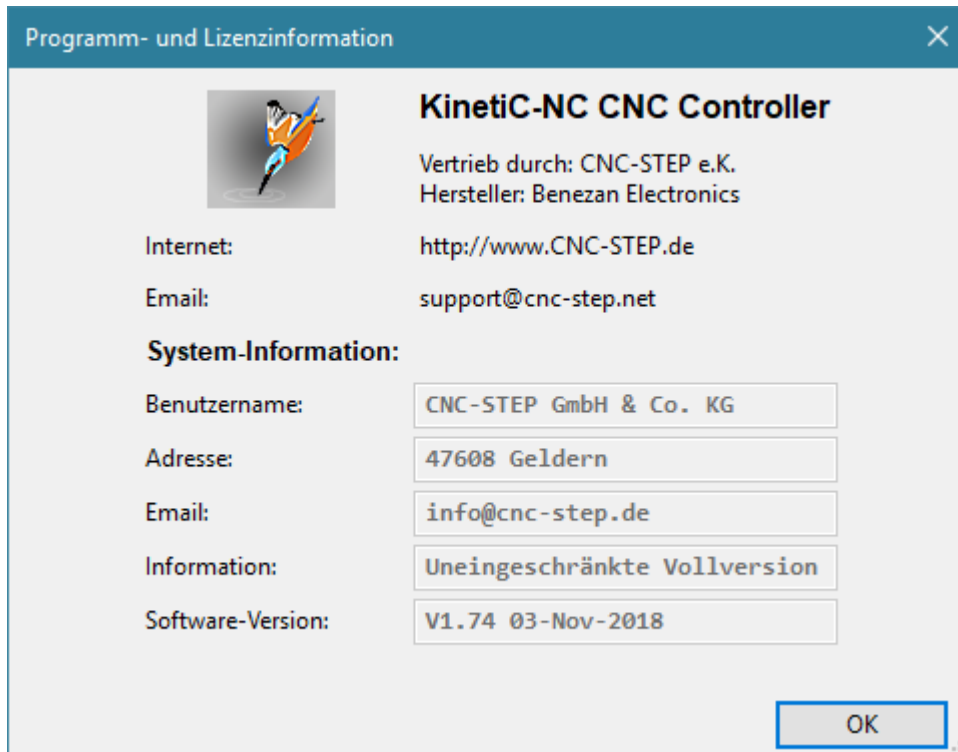 Programm- und Lizenzinformation
KinetiC-NC CNC Controller
Vertrieb durch: CNC-STEP e.K.
Hersteller: Benezan Electronics
Internet: http://www.CNC-STEP.de
Email: support@cnc-step.net
System-Information:
Benutzername: CNC-STEP GmbH & Co. KG
Adresse: 47608 Geldern
Email: info@cnc-step.de
Information: Uneingeschränkte Vollversion
Software-Version: V1.74 03-Nov-2018
OK